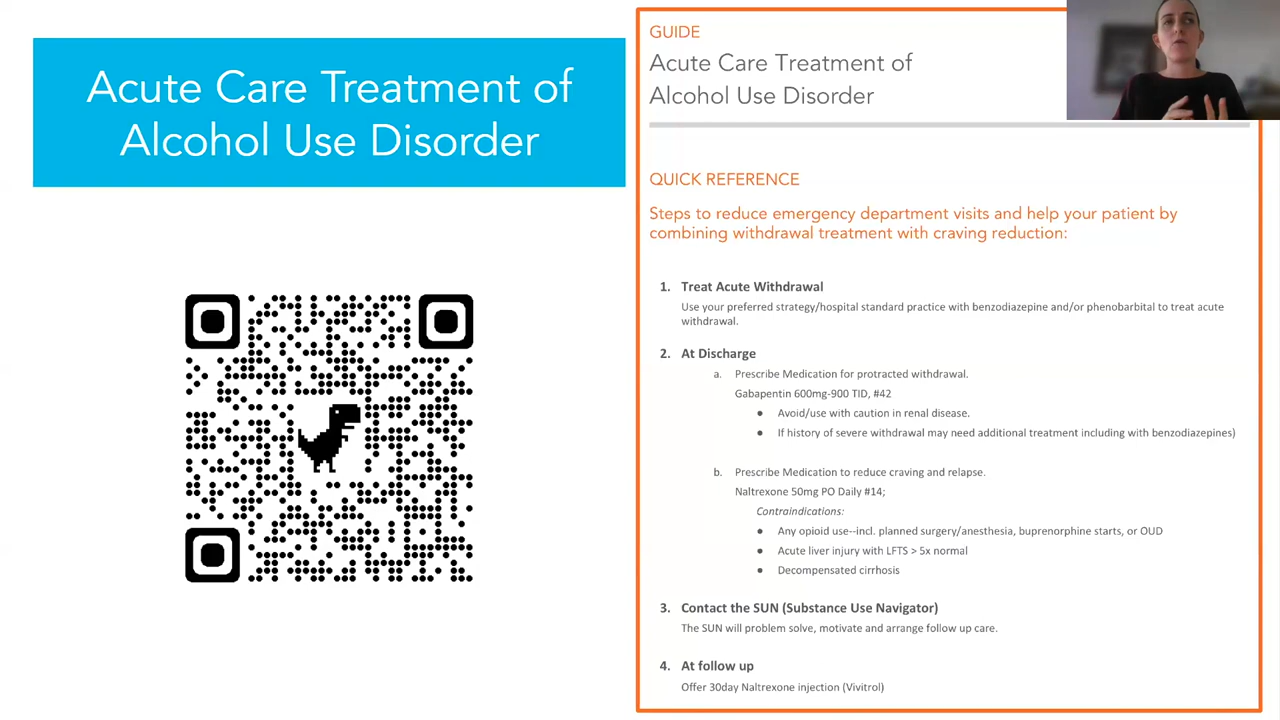 Acute Care Treatment of
Alcohol Use Disorder
GUIDE
Acute Care Treatment of
Alcohol Use Disorder
QUICK REFERENCE
Steps to reduce emergency department visits and help your patient by
combining withdrawal treatment with craving reduction:
1. Treat Acute Withdrawal
Use your preferred strategy/hospital standard practice with benzodiazepine and/or phenobarbital to treat acute
withdrawal.
2. At Discharge
a. Prescribe Medication for protracted withdrawal.
Gabapentin 600mg-900 TID, #42
● Avoid/use with caution in renal disease.
● If history of severe withdrawal may need additional treatment including with benzodiazepines)
b. Prescribe Medication to reduce craving and relapse.
Naltrexone 50mg PO Daily #14;
Contraindications:
● Any opioid use--incl. planned surgery/anesthesia, buprenorphine starts, or OUD
● Acute liver injury with LFTS > 5x normal
● Decompensated cirrhosis
3. Contact the SUN (Substance Use Navigator)
The SUN will problem solve, motivate and arrange follow up care.
4. At follow up
Offer 30day Naltrexone injection (Vivitrol)